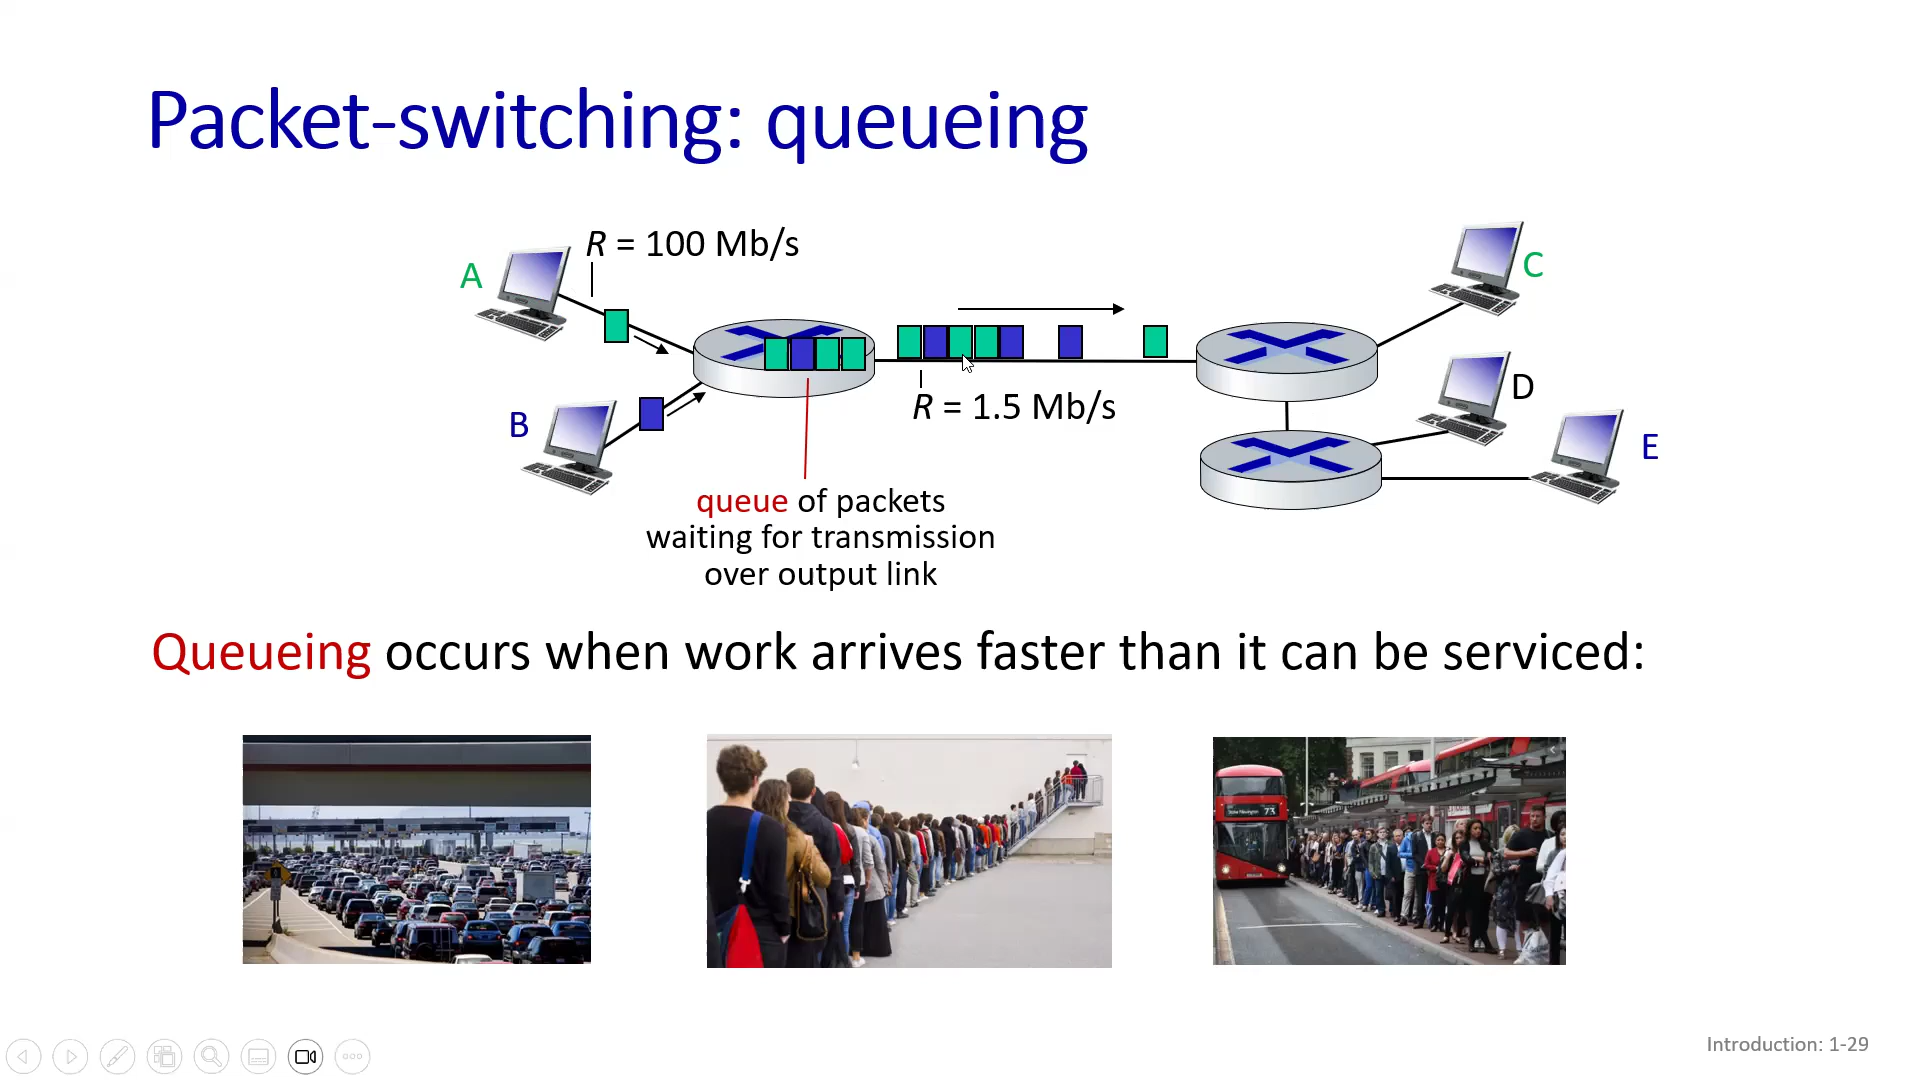 Packet-switching: queueing
R = 100 Mb/s
A
B
C
D
E
R = 1.5 Mb/s
queue of packets
waiting for transmission
over output link
Queueing occurs when work arrives faster than it can be serviced:
73
Introduction: 1-29